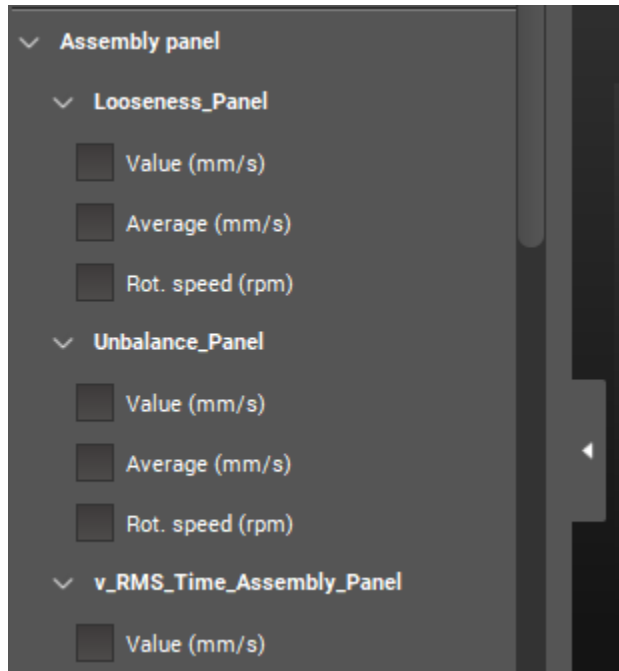 Assembly panel
Looseness_Panel
Value (mm/s)
Average (mm/s)
Rot. speed (rpm)
Unbalance_Panel
Value (mm/s)
Average (mm/s)
Rot. speed (rpm)
v_RMS_Time_Assembly_Panel
Value (mm/s)